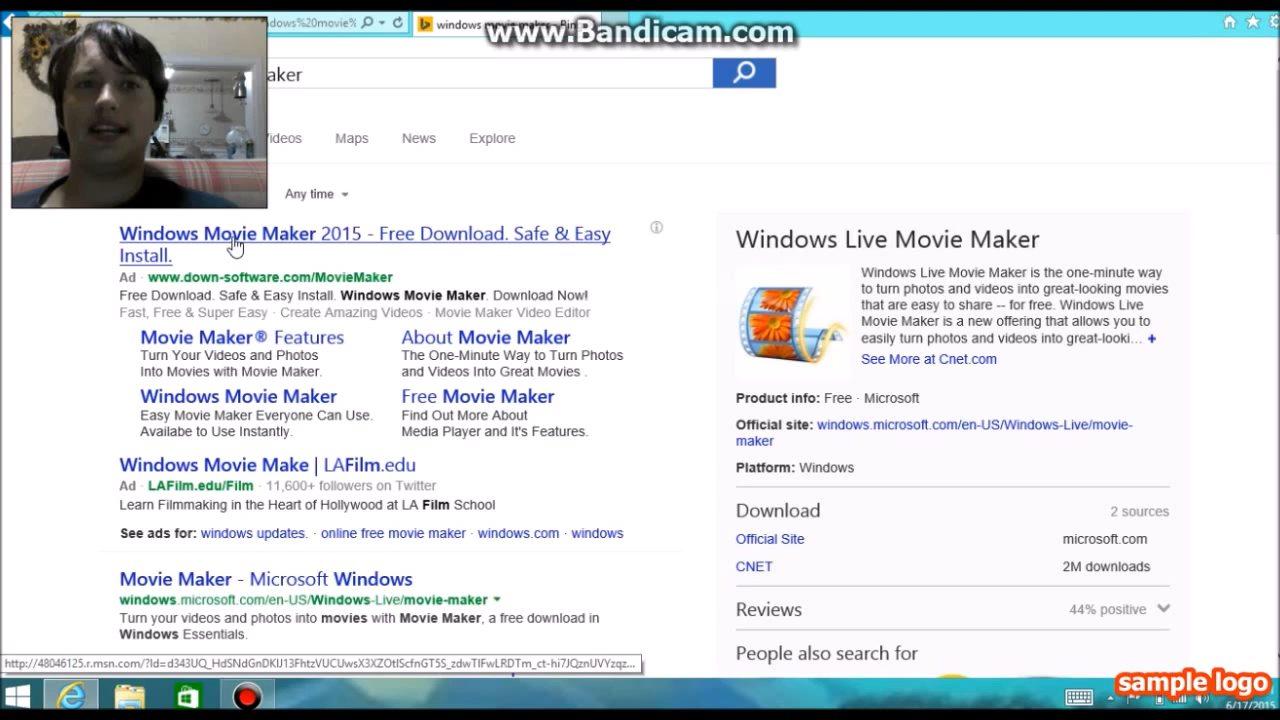 dows%20movie%
windows
www.Bandicam.com
aker
Videos
Maps
News
Explore
Any time
Windows Movie Maker 2015 - Free Download. Safe & Easy
Install.
Ad · www.down-software.com/MovieMaker
Free Download. Safe & Easy Install. Windows Movie Maker. Download Now!
Fast, Free & Super Easy · Create Amazing Videos · Movie Maker Video Editor
Movie Maker® Features
Turn Your Videos and Photos
Into Movies with Movie Maker.
About Movie Maker
The One-Minute Way to Turn Photos
and Videos Into Great Movies .
Windows Movie Maker
Easy Movie Maker Everyone Can Use.
Availabe to Use Instantly.
Free Movie Maker
Find Out More About
Media Player and It's Features.
Windows Movie Make | LAFilm.edu
Ad · LAFilm.edu/Film · 11,600+ followers on Twitter
Learn Filmmaking in the Heart of Hollywood at LA Film School
See ads for: windows updates. · online free movie maker · windows.com · windows
Movie Maker - Microsoft Windows
windows.microsoft.com/en-US/Windows-Live/movie-maker
Turn your videos and photos into movies with Movie Maker, a free download in
Windows Essentials.
Windows Live Movie Maker
Windows Live Movie Maker is the one-minute way
to turn photos and videos into great-looking movies
that are easy to share -- for free. Windows Live
Movie Maker is a new offering that allows you to
easily turn photos and videos into great-looki... +
See More at Cnet.com
Product info: Free · Microsoft
Official site: windows.microsoft.com/en-US/Windows-Live/movie-
maker
Platform: Windows
Download 2 sources
Official Site microsoft.com
CNET 2M downloads
Reviews 44% positive
People also search for
sample logo
6/17/2015